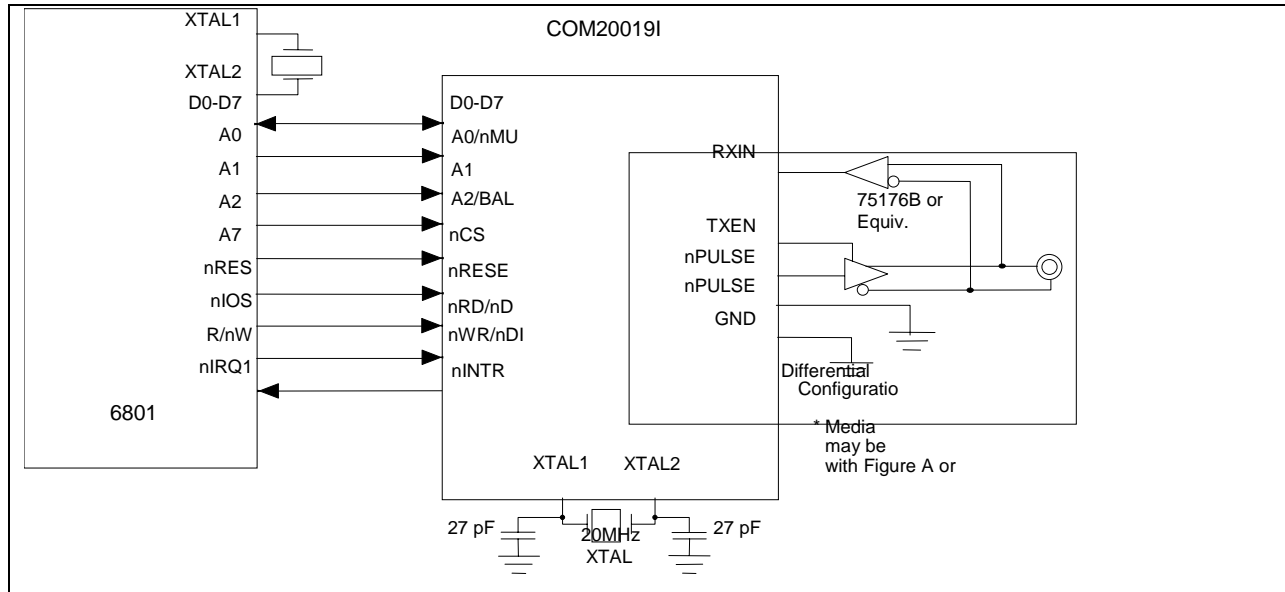 COM20019I
XTAL1
XTAL2
D0-D7
A0
A1
A2
A7
nRES
nIOS
R/nW
nIRQ1
6801
D0-D7
A0/nMU
A1
A2/BAL
nCS
nRESE
nRD/nD
nWR/nDI
nINTR
RXIN
TXEN
nPULSE
nPULSE
GND
75176B or
Equiv.
Differential
Configuratio
* Media
may be
with Figure A or
XTAL1
XTAL2
27 pF
20MHz
XTAL
27 pF